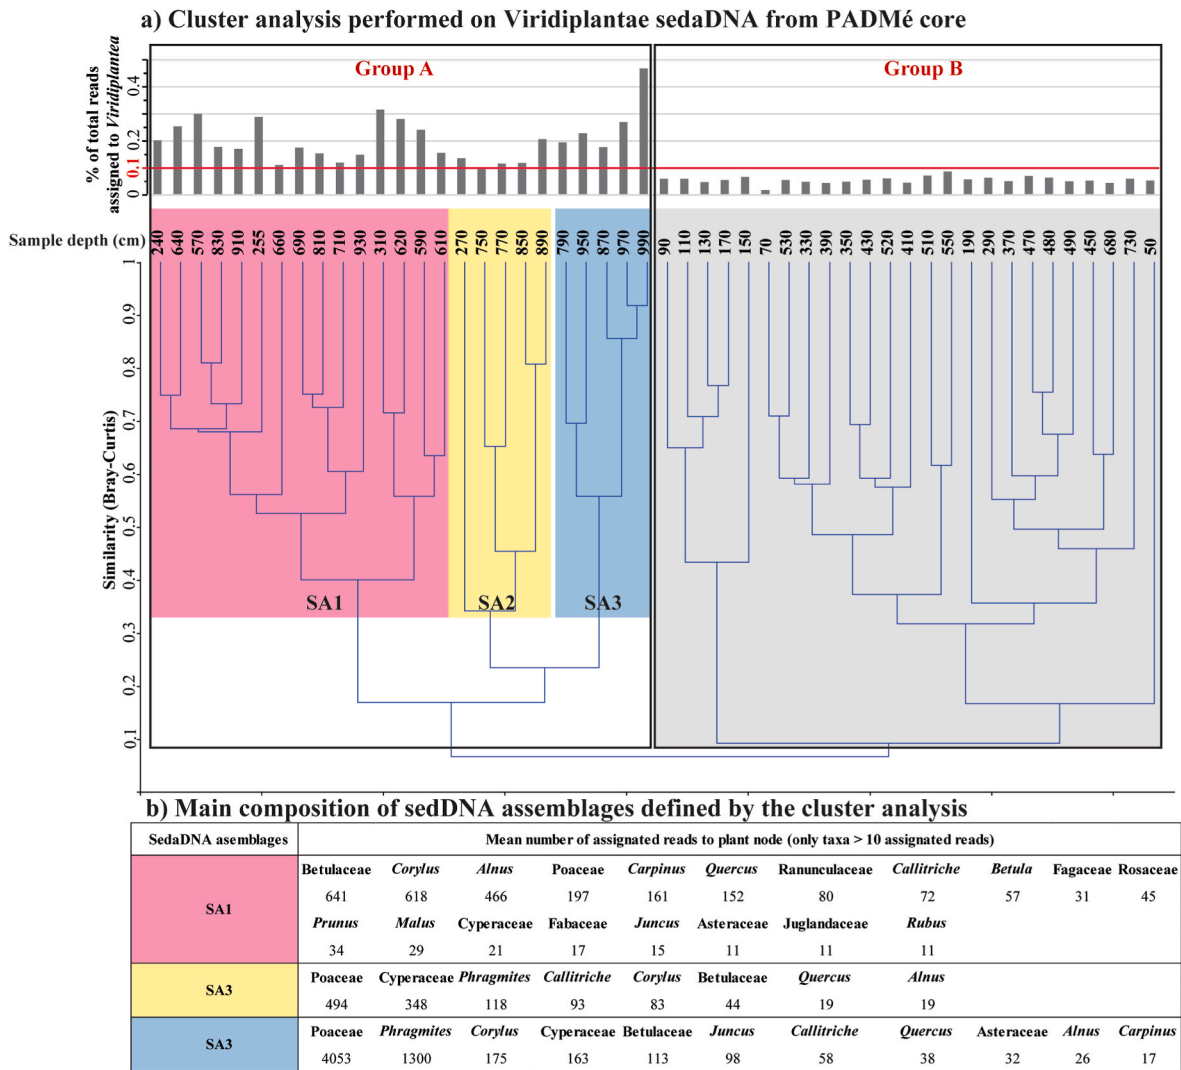 a) Cluster analysis performed on Viridiplantae sedaDNA from PADMé core
Group A
Group B
% of total reads
assigned to Viridiplantea
0.4
0.2
0.1
0
Sample depth (cm)
240 640 570 830 910 255 660 690 810 710 930 310 620 590 610 270 750 770 850 890 790 950 870 970 990 90 110 130 170 150 70 530 330 390 350 430 520 410 510 550 190 290 370 470 480 490 450 680 730 50
Similarity (Bray-Curtis)
1
0.9
0.8
0.7
0.6
0.5
0.4
0.3
0.2
0.1
SA1
SA2
SA3
b) Main composition of sedDNA assemblages defined by the cluster analysis
SedaDNA asemblages Mean number of assignated reads to plant node (only taxa > 10 assignated reads)
SA1
Betulaceae Corylus Alnus Poaceae Carpinus Quercus Ranunculaceae Callitriche Betula Fagaceae Rosaceae
641 618 466 197 161 152 80 72 57 31 45
Prunus Malus Cyperaceae Fabaceae Juncus Asteraceae Juglandaceae Rubus
34 29 21 17 15 11 11 11
SA3
Poaceae Cyperaceae Phragmites Callitriche Corylus Betulaceae Quercus Alnus
494 348 118 93 83 44 19 19
SA3
Poaceae Phragmites Corylus Cyperaceae Betulaceae Juncus Callitriche Quercus Asteraceae Alnus Carpinus
4053 1300 175 163 113 98 58 38 32 26 17